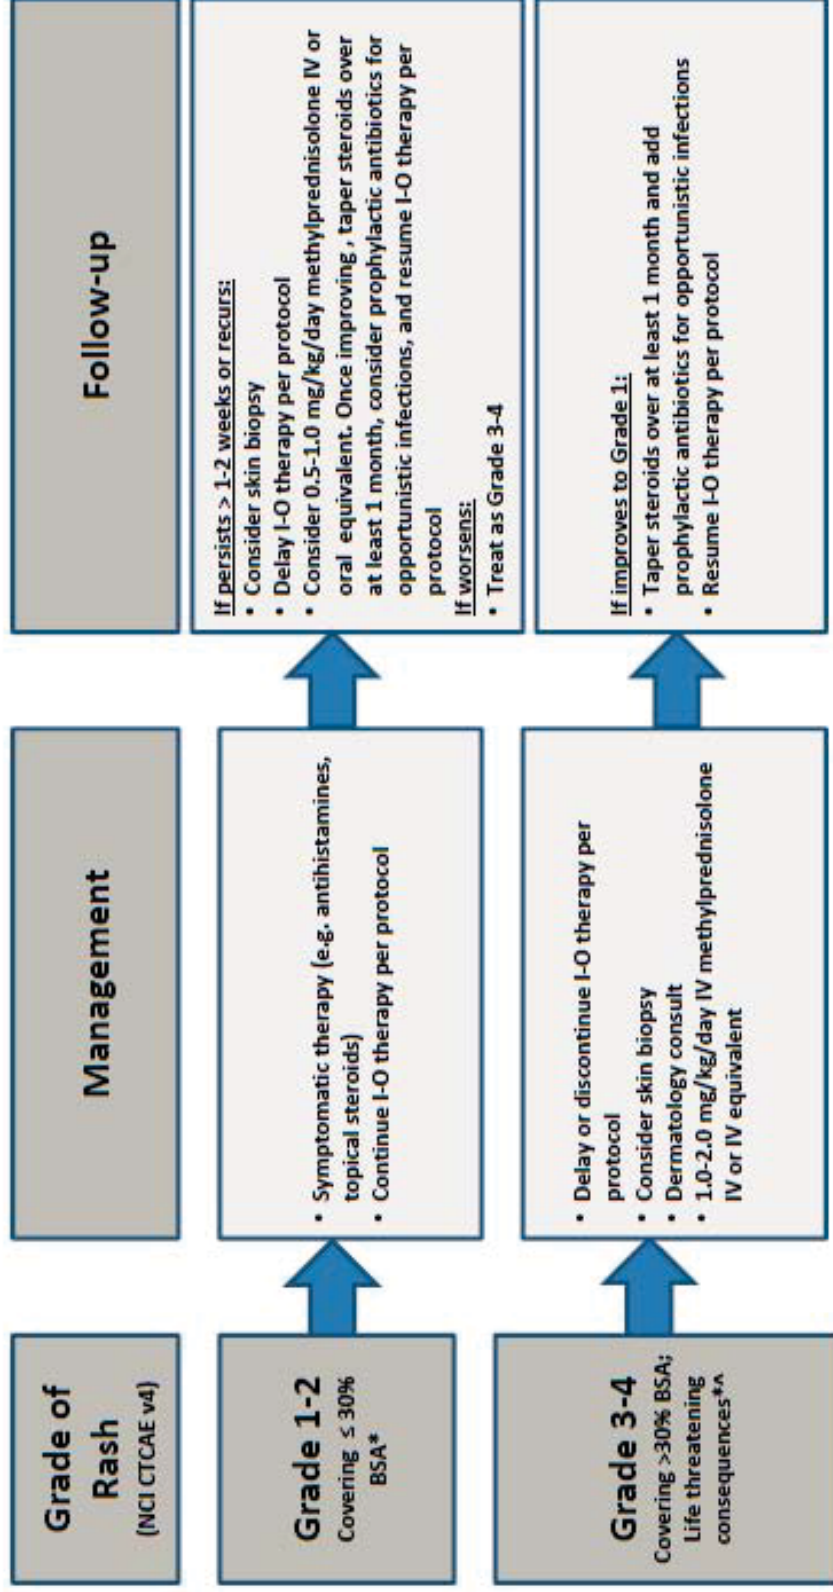 Grade of
Rash
(NCI CTCAE v4)
Management
Follow-up
Grade 1-2
Covering ≤ 30%
BSA*
• Symptomatic therapy (e.g. antihistamines,
topical steroids)
• Continue I-O therapy per protocol
If persists > 1-2 weeks or recurs:
• Consider skin biopsy
• Delay I-O therapy per protocol
• Consider 0.5-1.0 mg/kg/day methylprednisolone IV or
oral equivalent. Once improving , taper steroids over
at least 1 month, consider prophylactic antibiotics for
opportunistic infections, and resume I-O therapy per
protocol
If worsens:
• Treat as Grade 3-4
Grade 3-4
Covering >30% BSA;
Life threatening
consequences*^
• Delay or discontinue I-O therapy per
protocol
• Consider skin biopsy
• Dermatology consult
• 1.0-2.0 mg/kg/day IV methylprednisolone
IV or IV equivalent
If improves to Grade 1:
• Taper steroids over at least 1 month and add
prophylactic antibiotics for opportunistic infections
• Resume I-O therapy per protocol